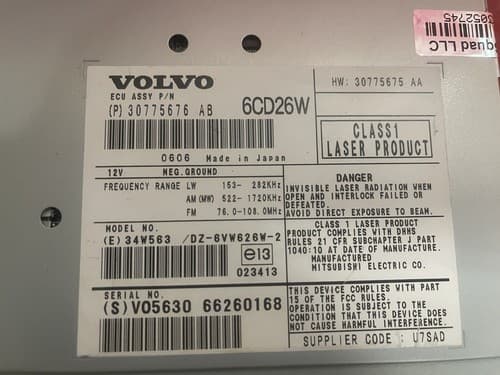 3052745
quad LLC
VOLVO
ECU ASSY P/N
(P) 30775676 AB
6CD26W
HW: 30775675 AA
CLASS1
LASER PRODUCT
0606 Made in Japan
12V NEG.GROUND
FREQUENCY RANGE LW 153- 282KHz
AM(MW) 522- 1720KHz
FM 76.0-108.0MHz
DANGER
INVISIBLE LASER RADIATION WHEN
OPEN AND INTERLOCK FAILED OR
DEFEATED.
AVOID DIRECT EXPOSURE TO BEAM.
MODEL NO.
(E) 34W563 /DZ-6VW626W-2
e13
023413
CLASS 1 LASER PRODUCT
PRODUCT COMPLIES WITH DHHS
RULES 21 CFR SUBCHAPTER J PART
1040:10 AT DATE OF MANUFACTURE.
MANUFACTURED
MITSUBISHI ELECTRIC CO.
SERIAL NO.
(S) VO5630 66260168
THIS DEVICE COMPLIES WITH PART
15 OF THE FCC RULES.
OPERATION IS SUBJECT TO THE
CONDITION THAT THIS DEVICE DOES
NOT CAUSE HARMFUL INTERFERENCE.
SUPPLIER CODE : U7SAD